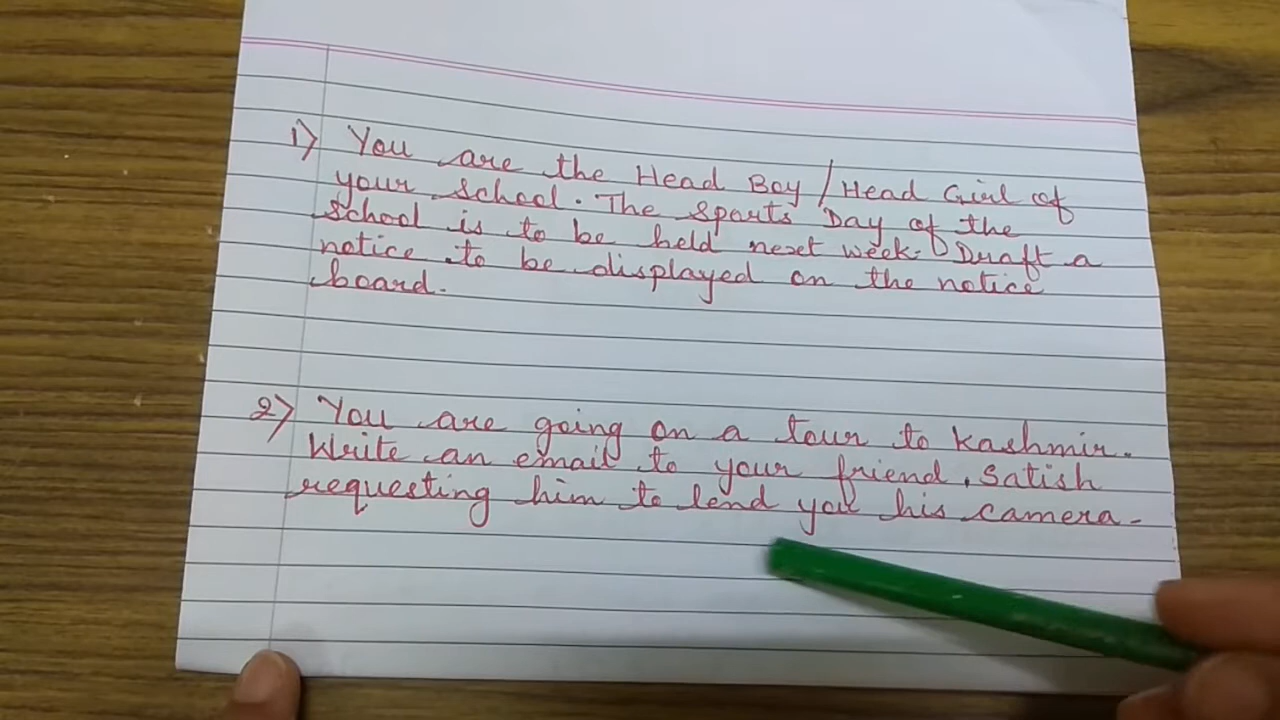 1) You are the Head Boy / Head Girl of
your school. The Sports Day of the
school is to be held next week. Draft a
notice to be displayed on the notice
board.
2) You are going on a tour to Kashmir.
Write an email to your friend, Satish
requesting him to lend you his camera.